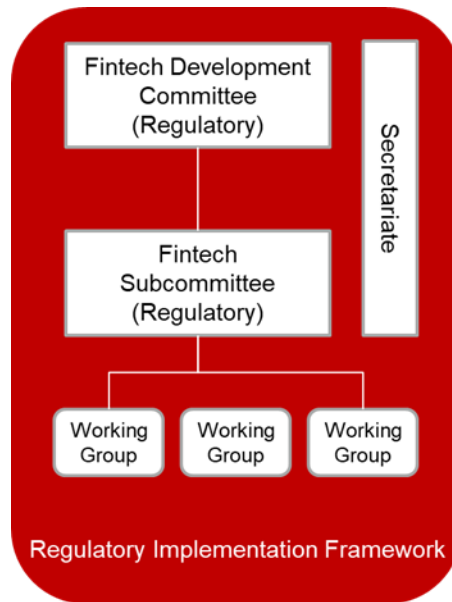 Fintech Development
Committee
(Regulatory)
Secretariate
Fintech
Subcommittee
(Regulatory)
Working
Group
Working
Group
Working
Group
Regulatory Implementation Framework